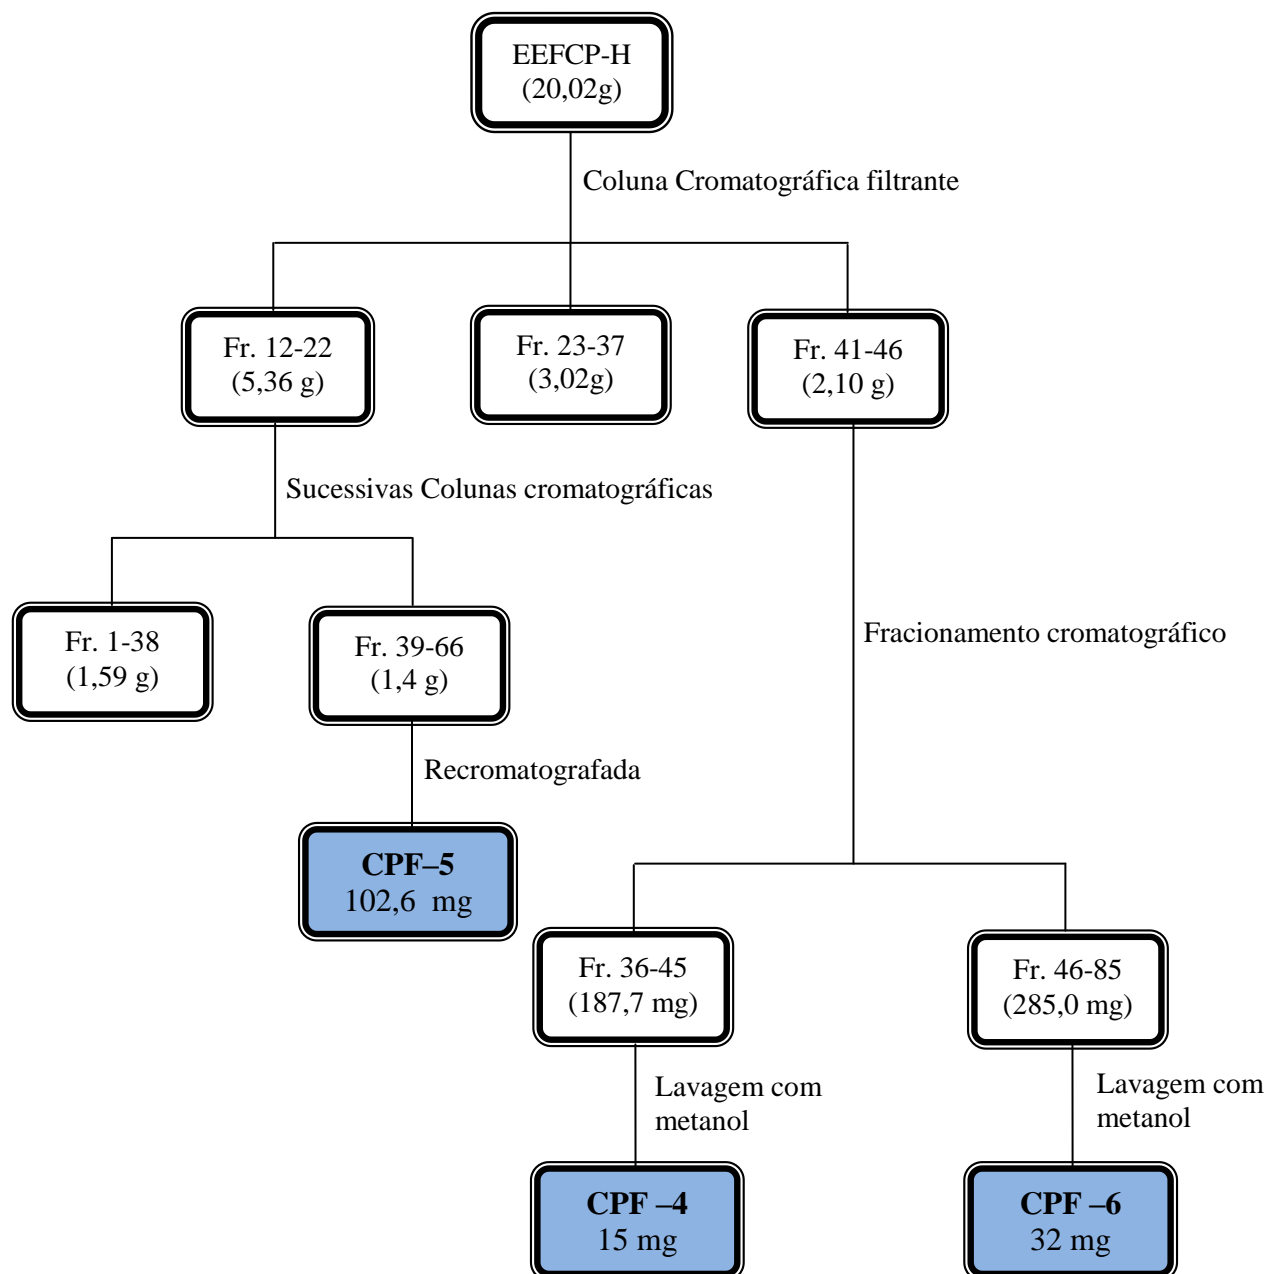 EEFCP-H
(20,02g)
Coluna Cromatográfica filtrante
Fr. 12-22
(5,36 g)
Fr. 23-37
(3,02g)
Fr. 41-46
(2,10 g)
Sucessivas Colunas cromatográficas
Fr. 1-38
(1,59 g)
Fr. 39-66
(1,4 g)
Fracionamento cromatográfico
Recromatografada
CPF–5
102,6 mg
Fr. 36-45
(187,7 mg)
Fr. 46-85
(285,0 mg)
Lavagem com
metanol
Lavagem com
metanol
CPF –4
15 mg
CPF –6
32 mg